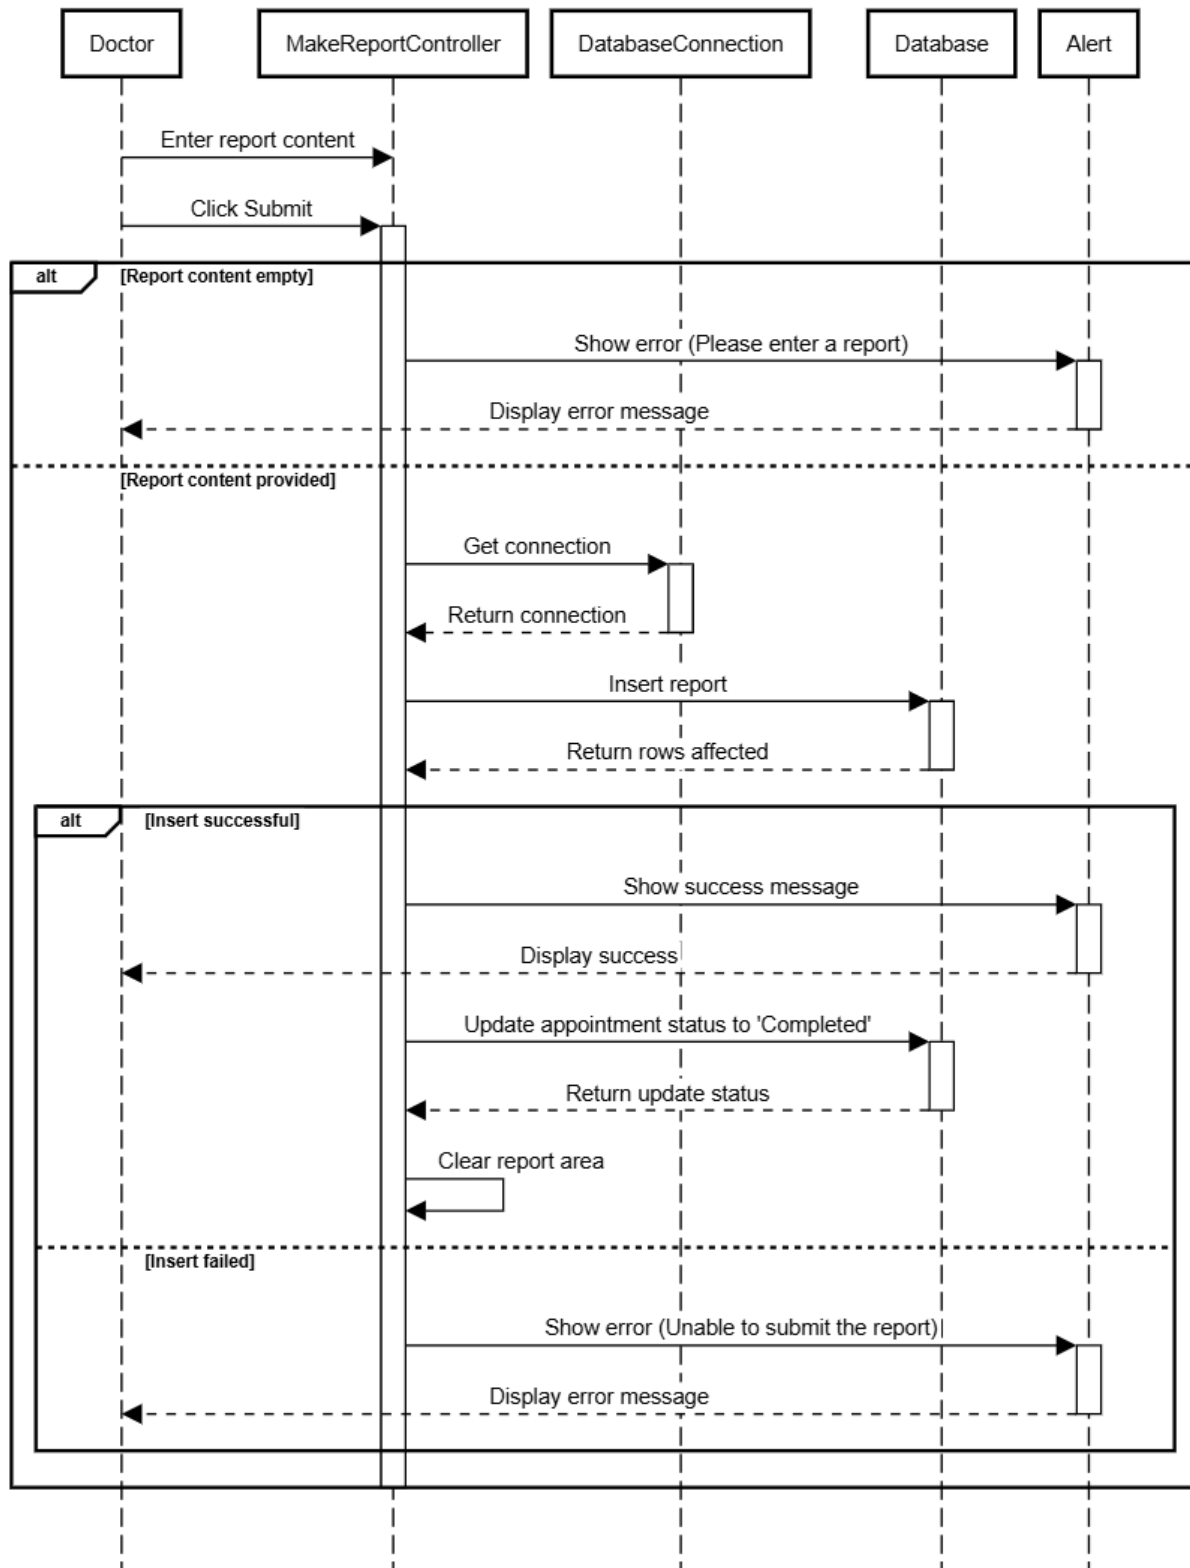 Doctor
MakeReportController
DatabaseConnection
Database
Alert
Enter report content
Click Submit
alt
[Report content empty]
Show error (Please enter a report)
Display error message
[Report content provided]
Get connection
Return connection
Insert report
Return rows affected
alt
[Insert successful]
Show success message
Display success
Update appointment status to 'Completed'
Return update status
Clear report area
[Insert failed]
Show error (Unable to submit the report)
Display error message